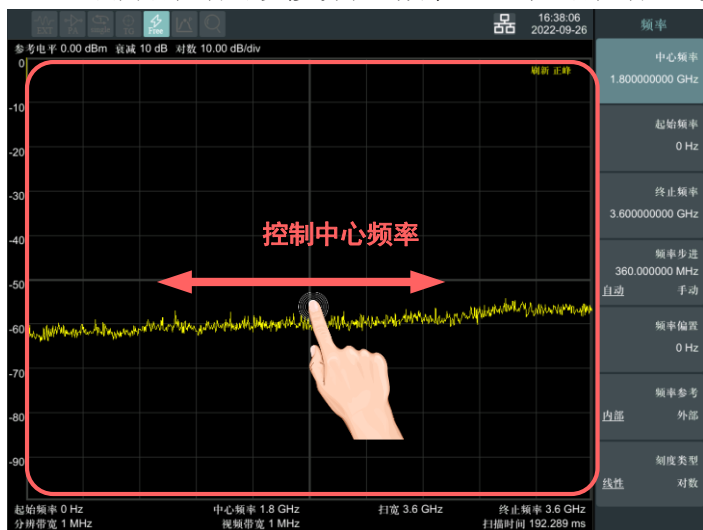 Free
16:38:06
2022-09-26
频率
参考电平 0.00 dBm 衰减 10 dB 对数 10.00 dB/div
刷新 正峰
0
-10
-20
-30
-40
-50
-60
-70
-80
-90
控制中心频率
起始频率 0 Hz 中心频率 1.8 GHz 扫宽 3.6 GHz 终止频率 3.6 GHz
分辨带宽 1 MHz 视频带宽 1 MHz 扫描时间 192.289 ms
中心频率
1.800000000 GHz
起始频率
0 Hz
终止频率
3.600000000 GHz
频率步进
360.000000 MHz
自动 手动
频率偏置
0 Hz
频率参考
内部 外部
刻度类型
线性 对数